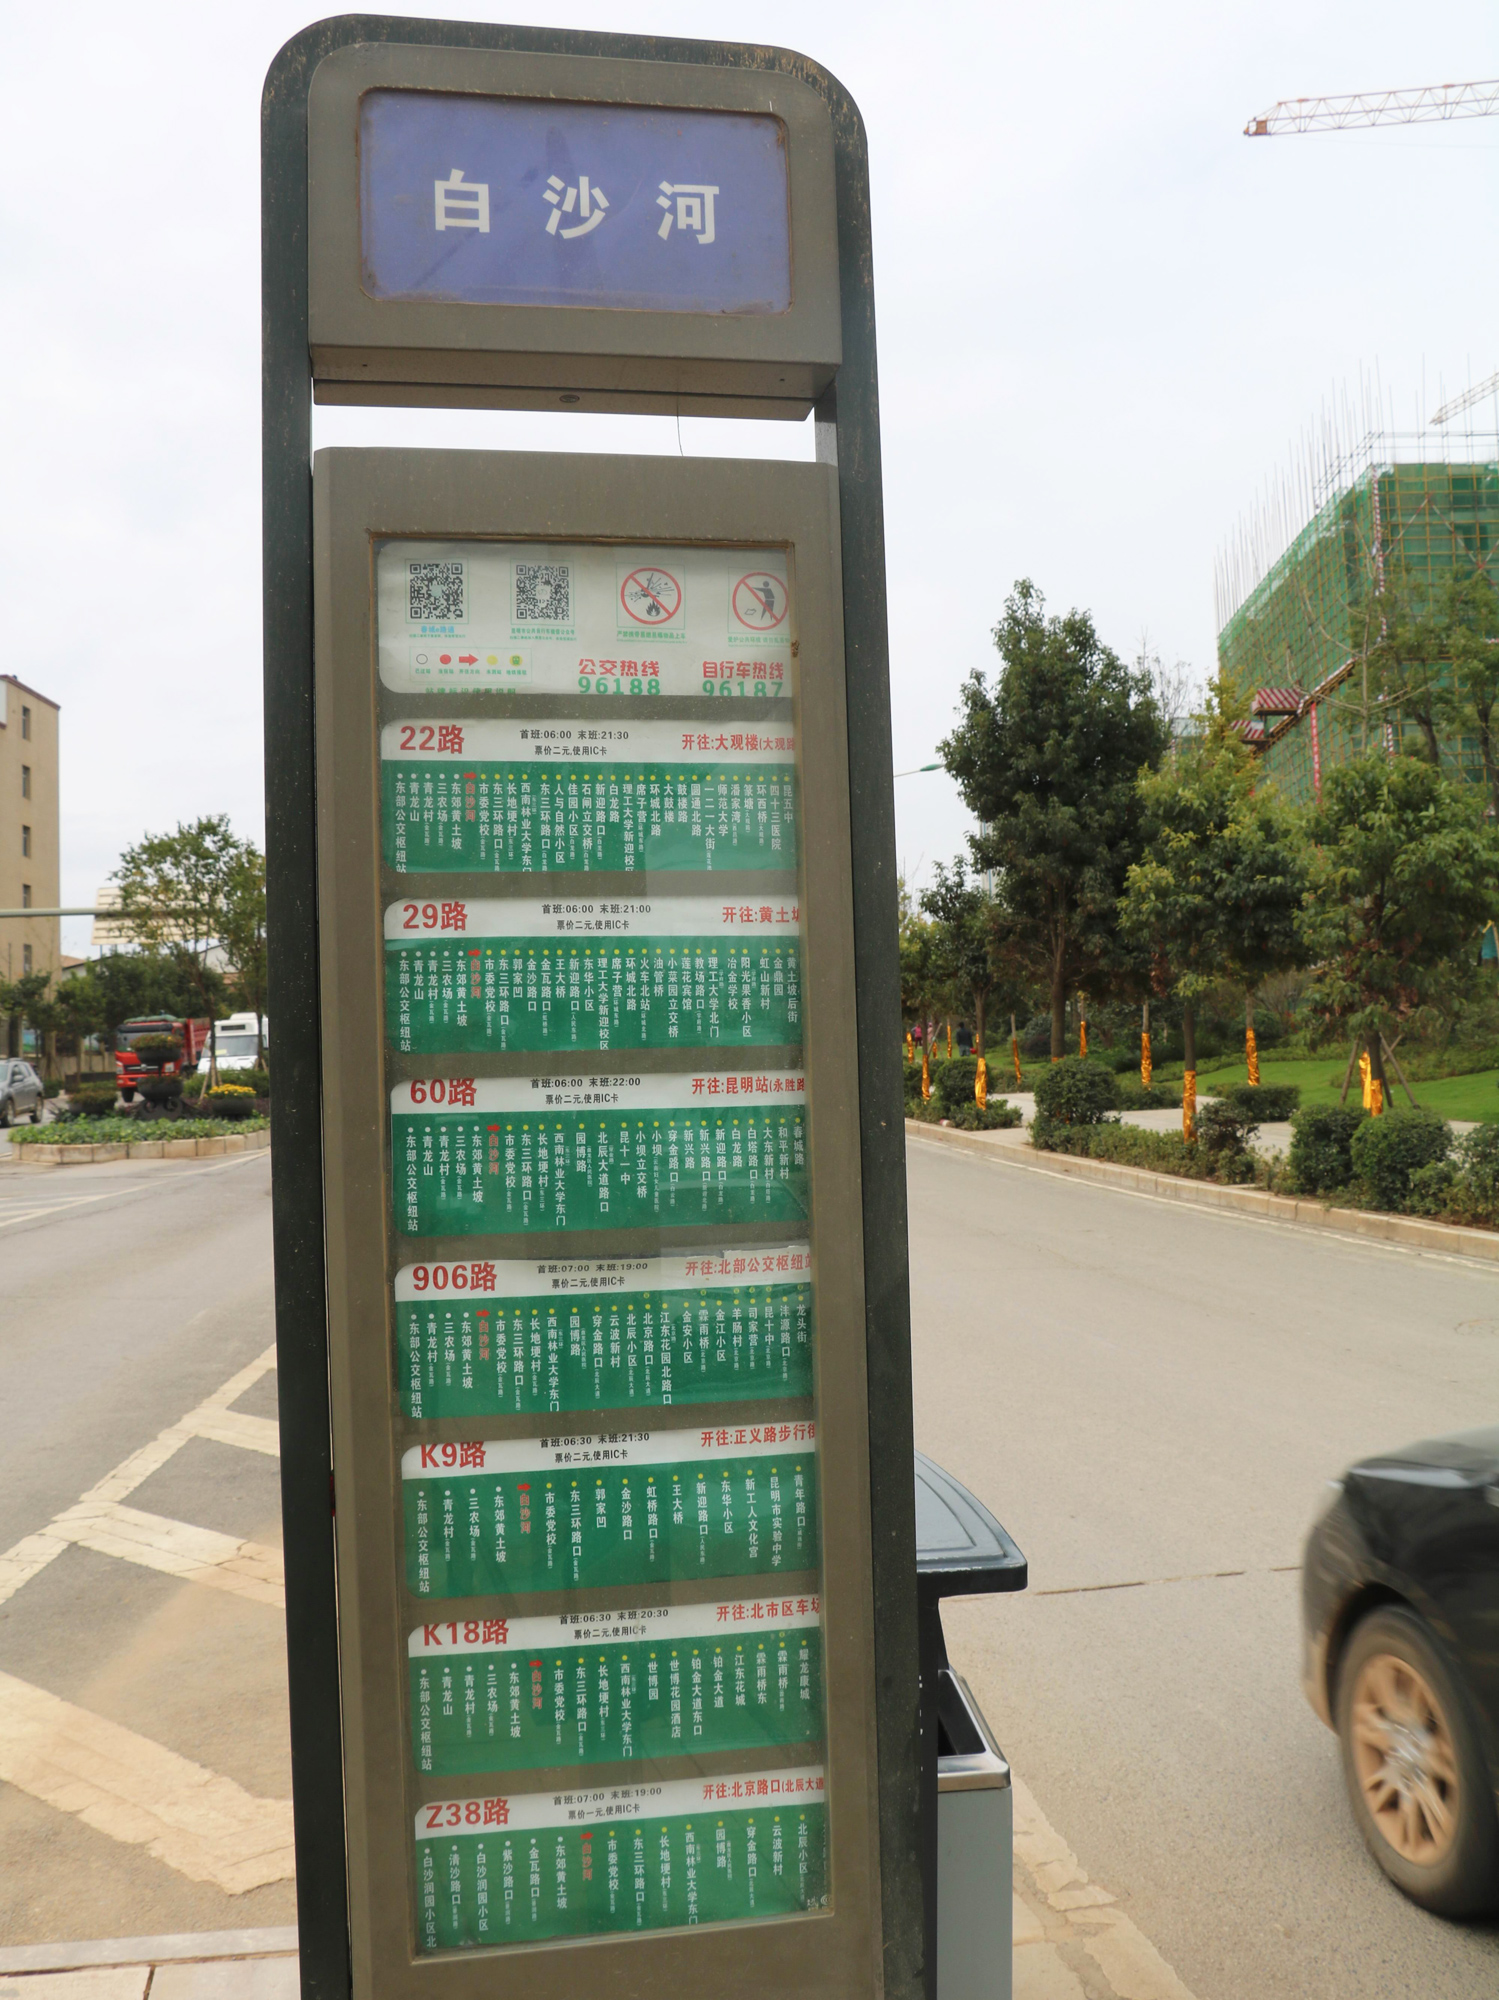 白沙河
公交热线
96188
自行车热线
96187
22路
首班:06:00 末班:21:30
票价二元,使用IC卡
开往:大观楼(大观路
东部公交枢纽站
青龙山
青龙村
三农场
东郊黄土坡
白沙河
市委党校
东三环路口
长地埂村
西南林业大学东门
东三环路口
人与自然小区
佳园小区
石闸立交桥
新迎路口
白龙路
理工大学新迎校区
席子营
环城北路
大鼓楼
鼓楼路
圆通北路
一二一大街
师范大学
潘家湾
篆塘
环西桥
四十三医院
昆五中
29路
首班:06:00 末班:21:00
票价二元,使用IC卡
开往:黄土坡
东部公交枢纽站
青龙山
青龙村
三农场
东郊黄土坡
白沙河
市委党校
东三环路口
郭家凹
金沙路口
金瓦路口
王大桥
新迎路口
东华小区
理工大学新迎校区
席子营
环城北路
火车北站
油管桥
小菜园立交桥
莲花宾馆
教场路口
理工大学北门
冶金学校
阳光果香小区
虹山新村
金鼎园
黄土坡后街
60路
首班:06:00 末班:22:00
票价二元,使用IC卡
开往:昆明站(永胜路
东部公交枢纽站
青龙山
青龙村
三农场
东郊黄土坡
白沙河
市委党校
东三环路口
长地埂村
西南林业大学东门
园博路
北辰大道路口
昆十一中
小坝立交桥
小坝
穿金路口
新兴路
新兴路口
新迎路口
白龙路
白塔路口
大东新村
和平新村
春城路
906路
首班:07:00 末班:19:00
票价二元,使用IC卡
开往:北部公交枢纽站
东部公交枢纽站
青龙村
三农场
东郊黄土坡
白沙河
市委党校
东三环路口
长地埂村
西南林业大学东门
园博路
穿金路口
云波新村
北辰小区
北京路口
江东花园北路口
金安小区
霖雨桥
金江小区
羊肠村
司家营
昆十中
沣源路口
龙头街
K9路
首班:06:30 末班:21:30
票价二元,使用IC卡
开往:正义路步行街
东部公交枢纽站
青龙村
三农场
东郊黄土坡
白沙河
市委党校
东三环路口
郭家凹
金沙路口
虹桥路口
王大桥
新迎路口
东华小区
新工人文化宫
昆明市实验中学
青年路口
K18路
首班:06:30 末班:20:30
票价二元,使用IC卡
开往:北市区车场
东部公交枢纽站
青龙山
青龙村
三农场
东郊黄土坡
白沙河
市委党校
东三环路口
长地埂村
西南林业大学东门
世博园
世博花园酒店
铂金大道东口
铂金大道
江东花城
霖雨桥东
霖雨桥
耀龙康城
Z38路
首班:07:00 末班:19:00
票价一元,使用IC卡
开往:北京路口(北辰大道
白沙润园小区北
清沙路口
白沙润园小区
紫沙路口
金瓦路口
东郊黄土坡
白沙河
市委党校
东三环路口
长地埂村
西南林业大学东门
园博路
穿金路口
云波新村
北辰小区